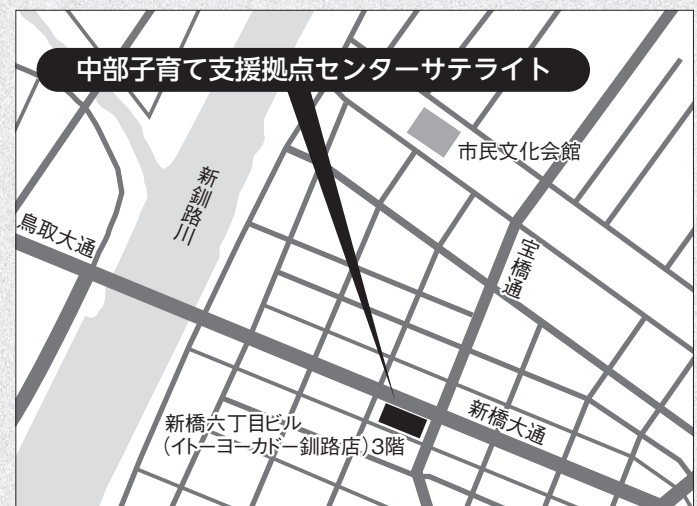 中部子育て支援拠点センターサテライト
市民文化会館
新釧路川
鳥取大通
宝橋通
新橋大通
新橋六丁目ビル
(イトーヨーカドー釧路店)3階